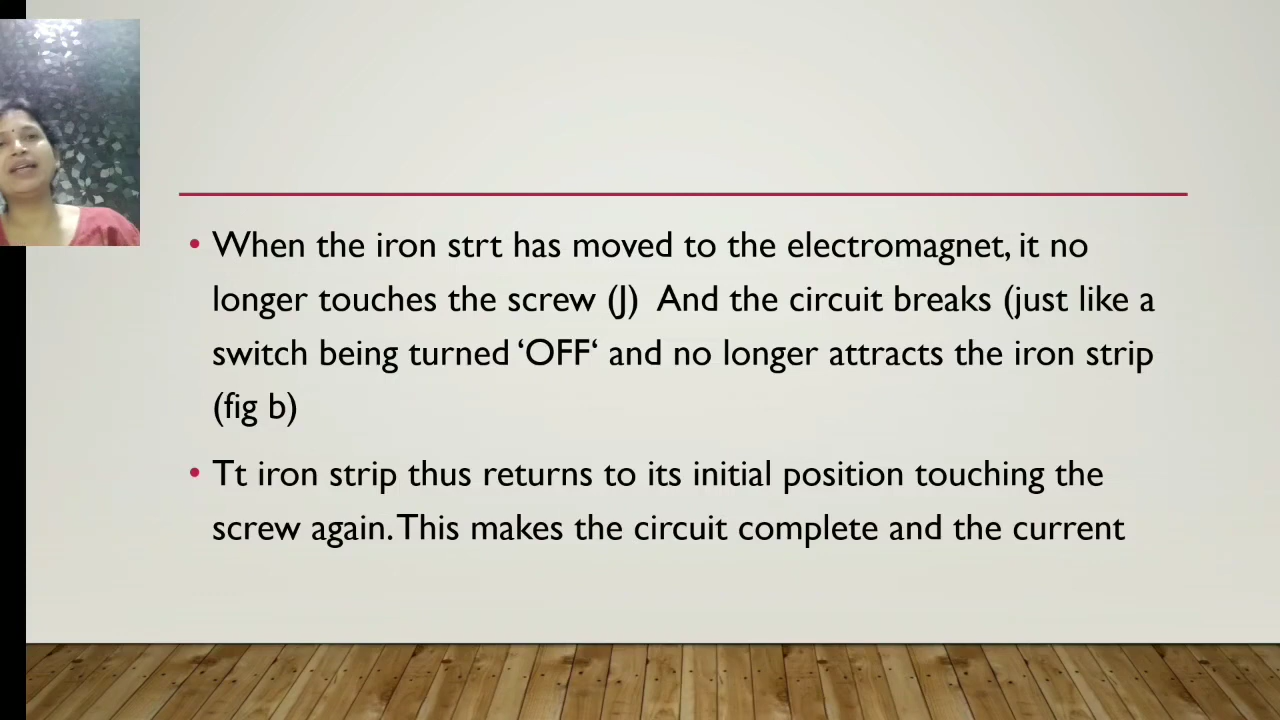 • When the iron strt has moved to the electromagnet, it no
longer touches the screw (J)  And the circuit breaks (just like a
switch being turned ‘OFF‘ and no longer attracts the iron strip
(fig b)
• Tt iron strip thus returns to its initial position touching the
screw again. This makes the circuit complete and the current